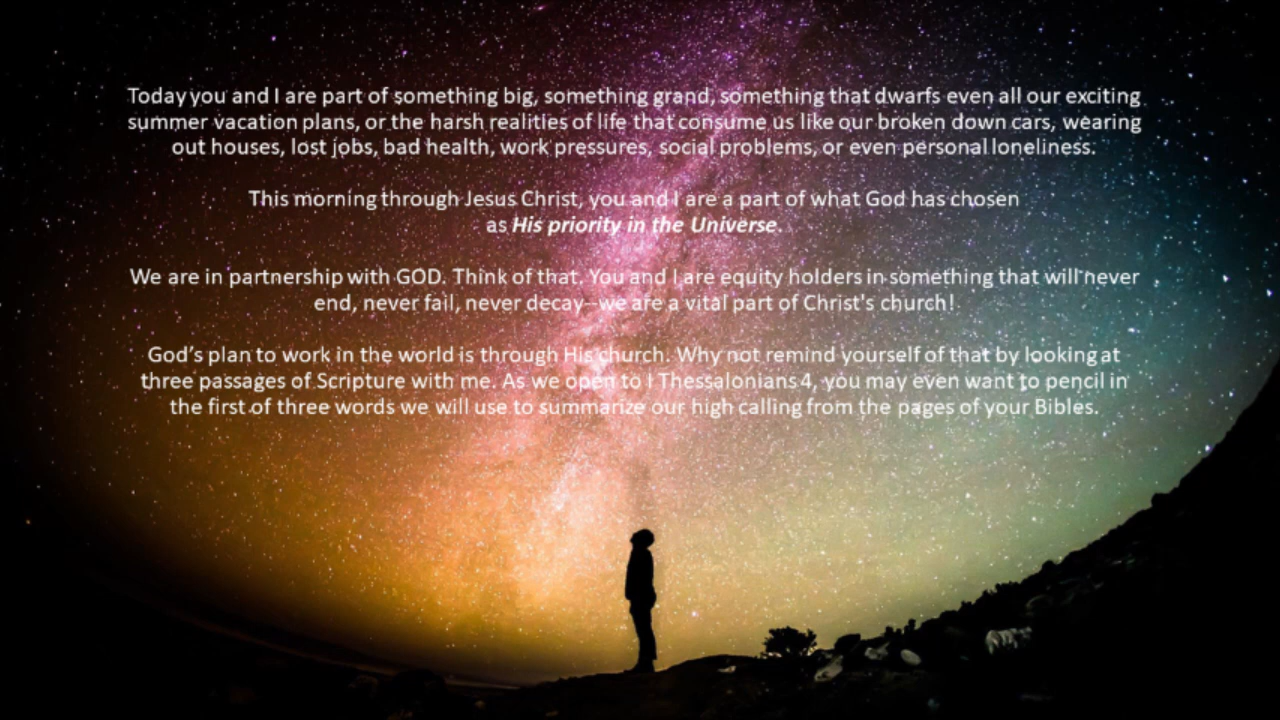 Today you and I are part of something big, something grand, something that dwarfs even all our exciting
summer vacation plans, or the harsh realities of life that consume us like our broken down cars, wearing
out houses, lost jobs, bad health, work pressures, social problems, or even personal loneliness.
This morning through Jesus Christ, you and I are a part of what God has chosen
as His priority in the Universe.
We are in partnership with GOD. Think of that. You and I are equity holders in something that will never
end, never fail, never decay--we are a vital part of Christ's church!
God’s plan to work in the world is through His church. Why not remind yourself of that by looking at
three passages of Scripture with me. As we open to I Thessalonians 4, you may even want to pencil in
the first of three words we will use to summarize our high calling from the pages of your Bibles.